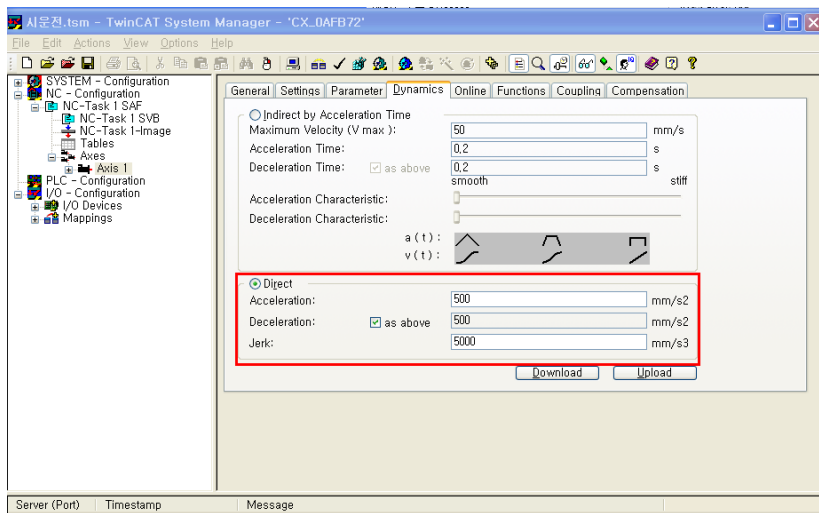 시운전.tsm - TwinCAT System Manager - 'CX_0AFB72'
File Edit Actions View Options Help
SYSTEM - Configuration
NC - Configuration
NC-Task 1 SAF
NC-Task 1 SVB
NC-Task 1-Image
Tables
Axes
Axis 1
PLC - Configuration
I/O - Configuration
I/O Devices
Mappings
General Settings Parameter Dynamics Online Functions Coupling Compensation
Indirect by Acceleration Time
Maximum Velocity (V max ): 50 mm/s
Acceleration Time: 0,2 s
Deceleration Time: as above 0,2 s
smooth stiff
Acceleration Characteristic:
Deceleration Characteristic:
a(t):
v(t):
Direct
Acceleration: 500 mm/s2
Deceleration: as above 500 mm/s2
Jerk: 5000 mm/s3
Download Upload
Server (Port) Timestamp Message